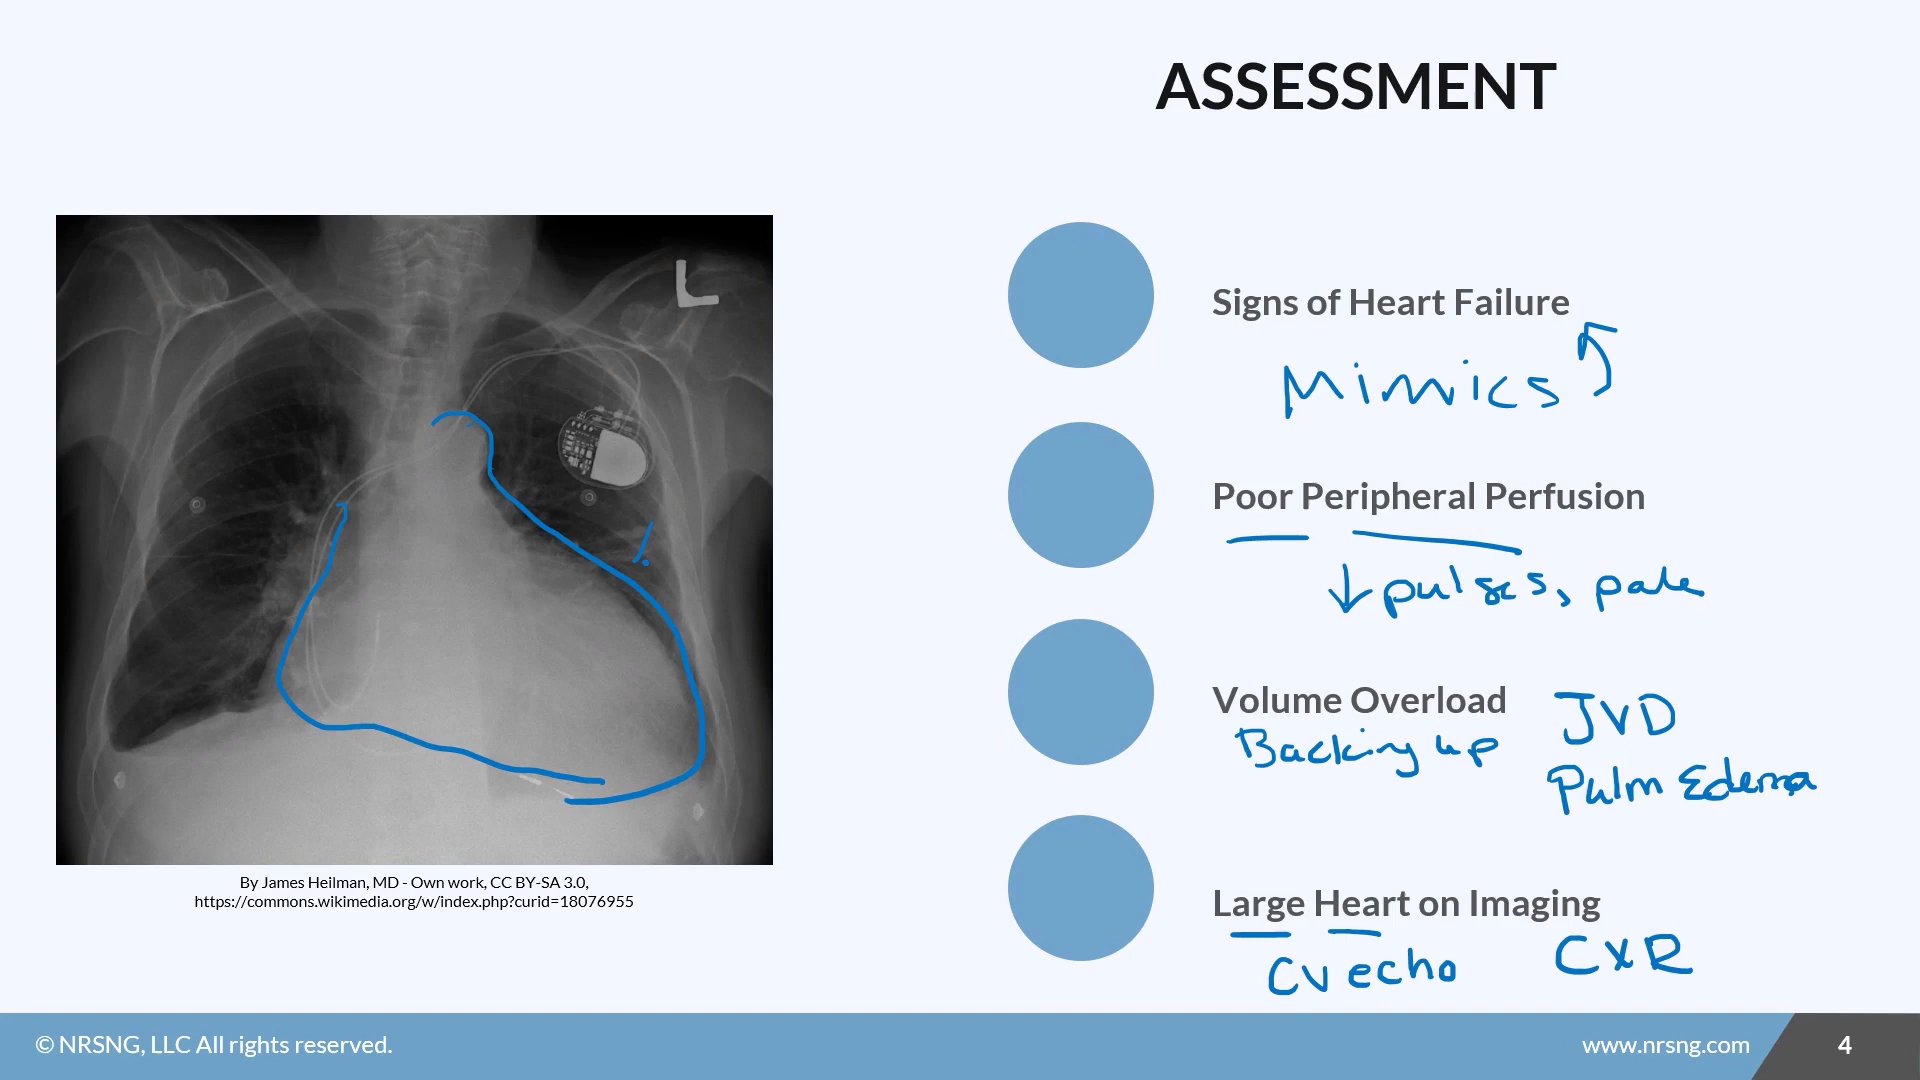 ASSESSMENT
L
Signs of Heart Failure
Mimics
Poor Peripheral Perfusion
↓ pulses, pale
Volume Overload
JVD
Backing up
Pulm Edema
Large Heart on Imaging
CV echo
CXR
By James Heilman, MD - Own work, CC BY-SA 3.0,
https://commons.wikimedia.org/w/index.php?curid=18076955
© NRSNG, LLC All rights reserved.
www.nrsng.com
4